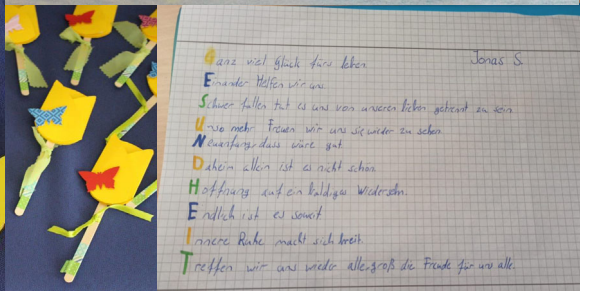 Jonas S.
Ganz viel Glück fürs leben.
Einander Helfen wir uns
Schwer fallen tut es uns von unseren lieben getrennt zu sein
Umso mehr Freuen wir uns sie wieder zu sehen
Neuanfang, dass wäre gut
Daheim allein ist es nicht schön.
Hoffnung auf ein baldiges Wiedersehn.
Endlich ist es soweit
Innere Ruhe macht sich breit.
Treffen wir uns wieder alle, groß die Freude für uns alle.